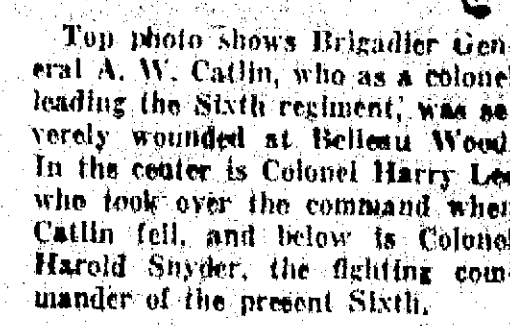 Top photo shows Brigadier Gen-
eral A. W. Catlin, who as a colonel
leading the Sixth regiment, was se-
verely wounded at Belleau Wood.
In the center is Colonel Harry Lee
who took over the command when
Catlin fell, and below is Colonel
Harold Snyder, the fighting com-
mander of the present Sixth.